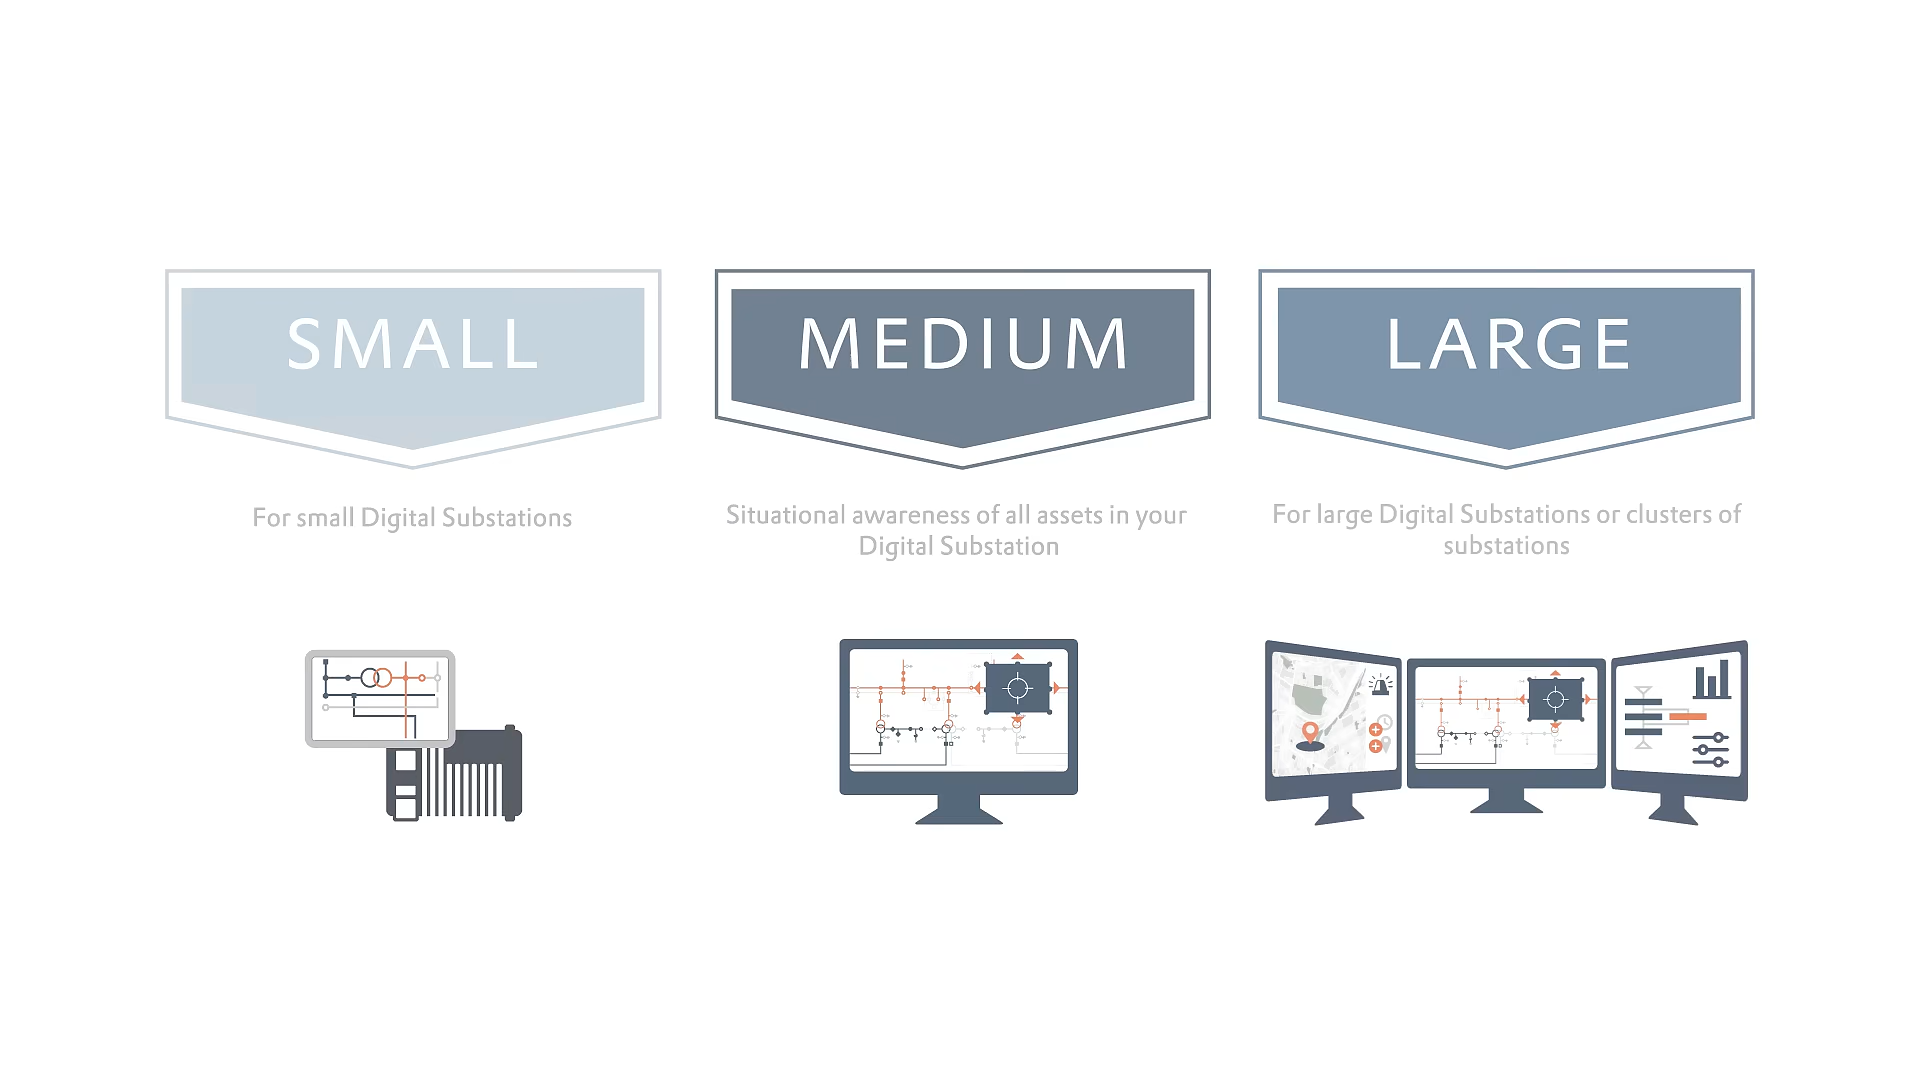 SMALL
MEDIUM
LARGE
For small Digital Substations
Situational awareness of all assets in your
Digital Substation
For large Digital Substations or clusters of
substations